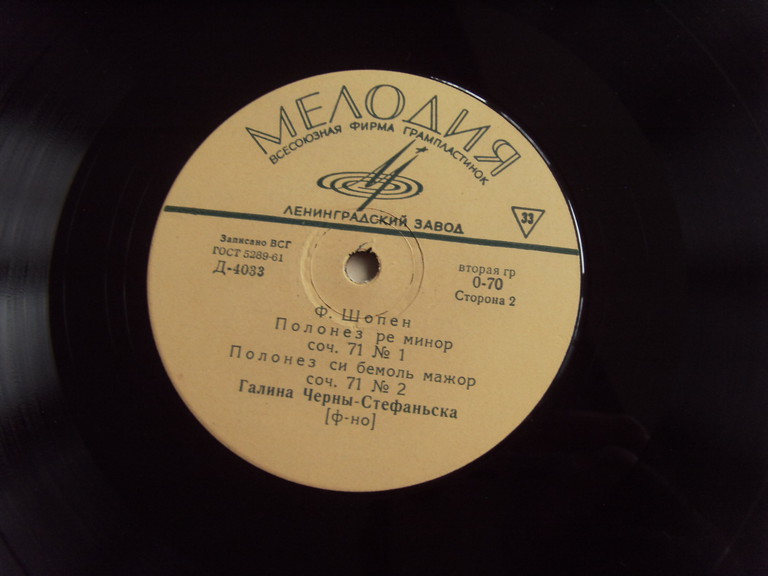 МЕЛОДИЯ
ВСЕСОЮЗНАЯ ФИРМА ГРАМПЛАСТИНОК
ЛЕНИНГРАДСКИЙ ЗАВОД
33
Записано ВСГ
ГОСТ 5289-61
Д-4033
вторая гр
0-70
Сторона 2
Ф. Шопен
Полонез ре минор
соч. 71 № 1
Полонез си бемоль мажор
соч. 71 № 2
Галина Черны-Стефаньска
[ф-но]